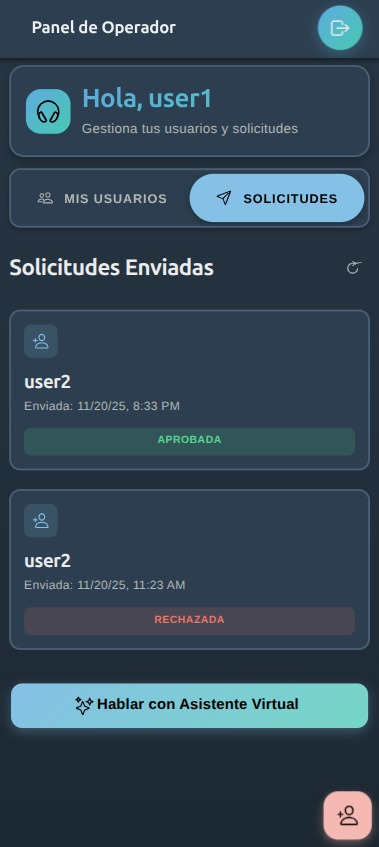 Panel de Operador
Hola, user1
Gestiona tus usuarios y solicitudes
MIS USUARIOS
SOLICITUDES
Solicitudes Enviadas
user2
Enviada: 11/20/25, 8:33 PM
APROBADA
user2
Enviada: 11/20/25, 11:23 AM
RECHAZADA
Hablar con Asistente Virtual